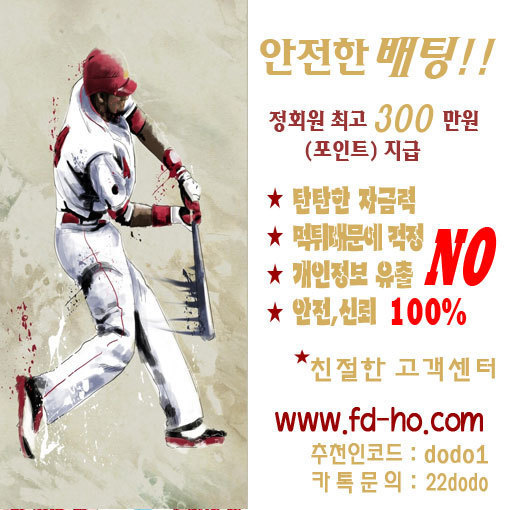 안전한 배팅!!
정회원 최고 300 만원
(포인트) 지급
★ 탄탄한 자금력
★ 먹튀때문에 걱정 NO
★ 개인정보 유출
★ 안전,신뢰 100%
★친절한 고객센터
www.fd-ho.com
추천인코드 : dodo1
카톡문의 : 22dodo